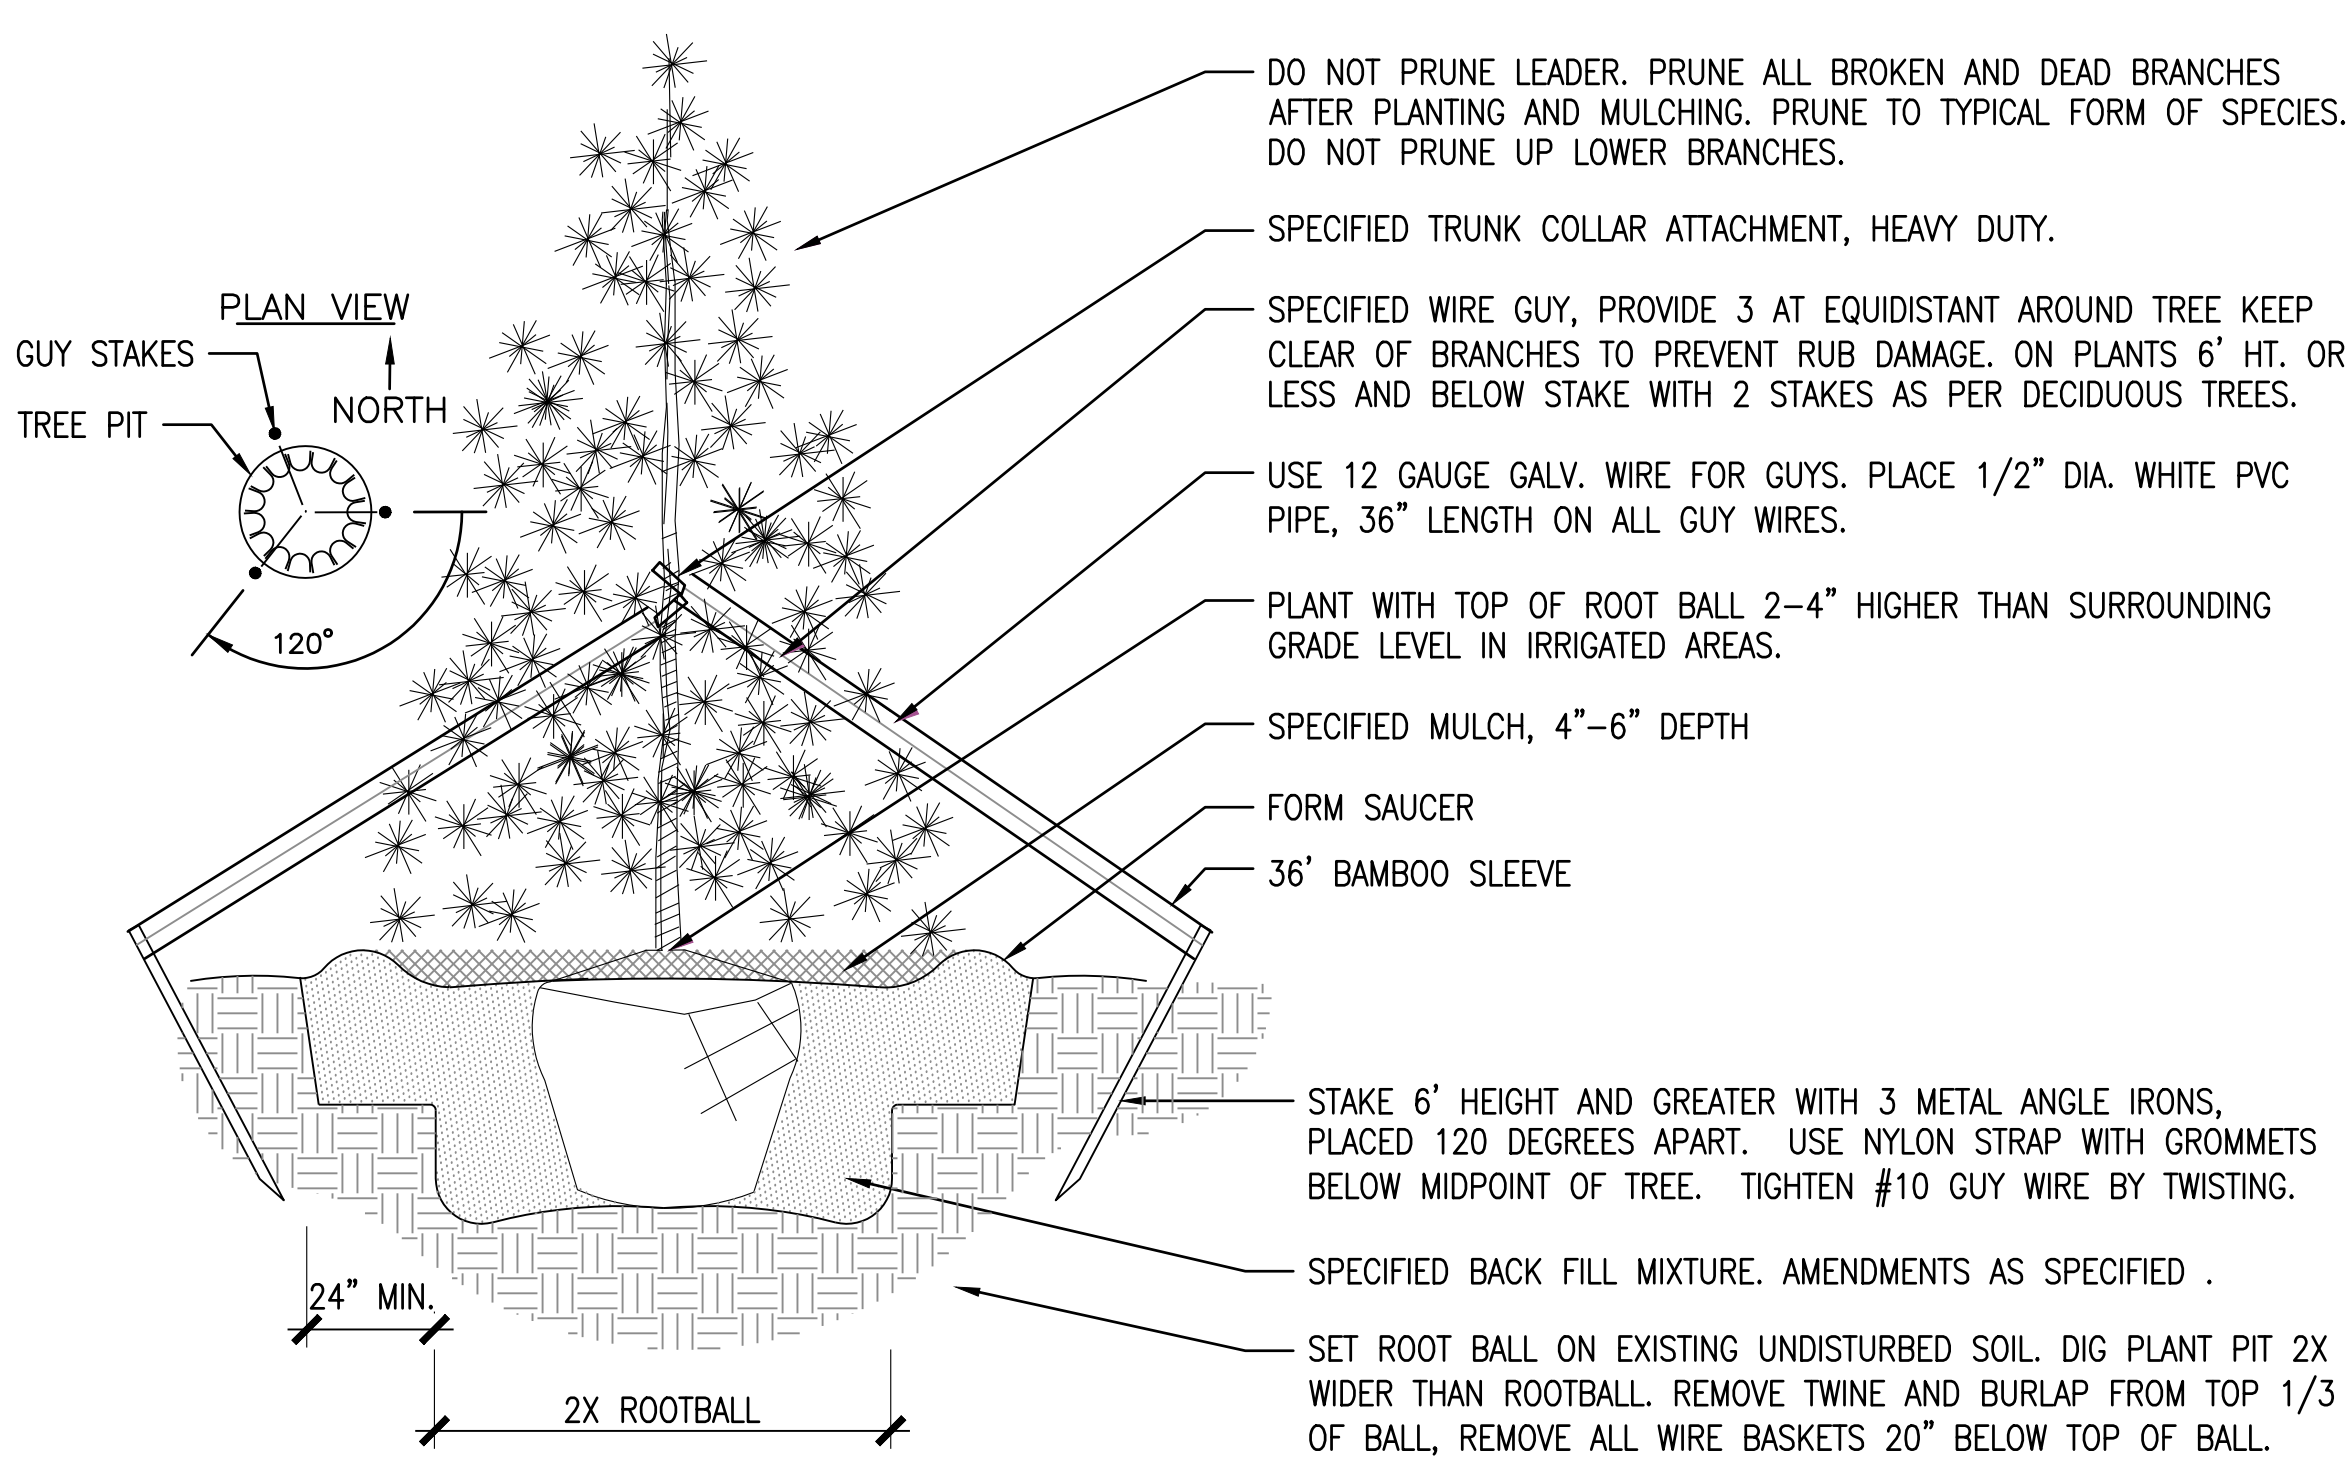 DO NOT PRUNE LEADER. PRUNE ALL BROKEN AND DEAD BRANCHES
AFTER PLANTING AND MULCHING. PRUNE TO TYPICAL FORM OF SPECIES.
DO NOT PRUNE UP LOWER BRANCHES.
SPECIFIED TRUNK COLLAR ATTACHMENT, HEAVY DUTY.
SPECIFIED WIRE GUY, PROVIDE 3 AT EQUIDISTANT AROUND TREE KEEP
CLEAR OF BRANCHES TO PREVENT RUB DAMAGE. ON PLANTS 6' HT. OR
LESS AND BELOW STAKE WITH 2 STAKES AS PER DECIDUOUS TREES.
USE 12 GAUGE GALV. WIRE FOR GUYS. PLACE 1/2" DIA. WHITE PVC
PIPE, 36" LENGTH ON ALL GUY WIRES.
PLANT WITH TOP OF ROOT BALL 2-4" HIGHER THAN SURROUNDING
GRADE LEVEL IN IRRIGATED AREAS.
SPECIFIED MULCH, 4"-6" DEPTH
FORM SAUCER
36' BAMBOO SLEEVE
STAKE 6' HEIGHT AND GREATER WITH 3 METAL ANGLE IRONS,
PLACED 120 DEGREES APART. USE NYLON STRAP WITH GROMMETS
BELOW MIDPOINT OF TREE. TIGHTEN #10 GUY WIRE BY TWISTING.
SPECIFIED BACK FILL MIXTURE. AMENDMENTS AS SPECIFIED .
SET ROOT BALL ON EXISTING UNDISTURBED SOIL. DIG PLANT PIT 2X
WIDER THAN ROOTBALL. REMOVE TWINE AND BURLAP FROM TOP 1/3
OF BALL, REMOVE ALL WIRE BASKETS 20" BELOW TOP OF BALL.
PLAN VIEW
GUY STAKES
NORTH
TREE PIT
120°
24" MIN.
2X ROOTBALL